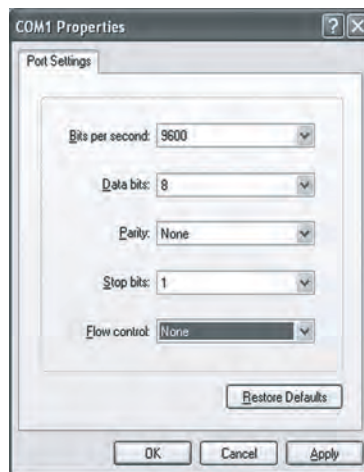 COM1 Properties
Port Settings
Bits per second: 9600
Data bits: 8
Parity: None
Stop bits: 1
Flow control: None
Restore Defaults
OK Cancel Apply